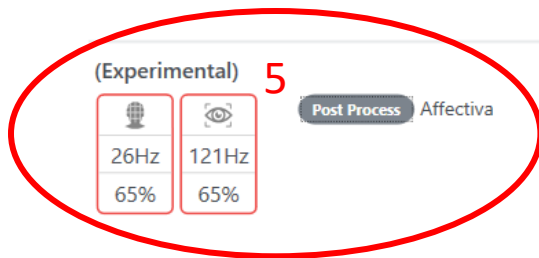 (Experimental)
5
Post Process Affectiva
26Hz 121Hz
65% 65%